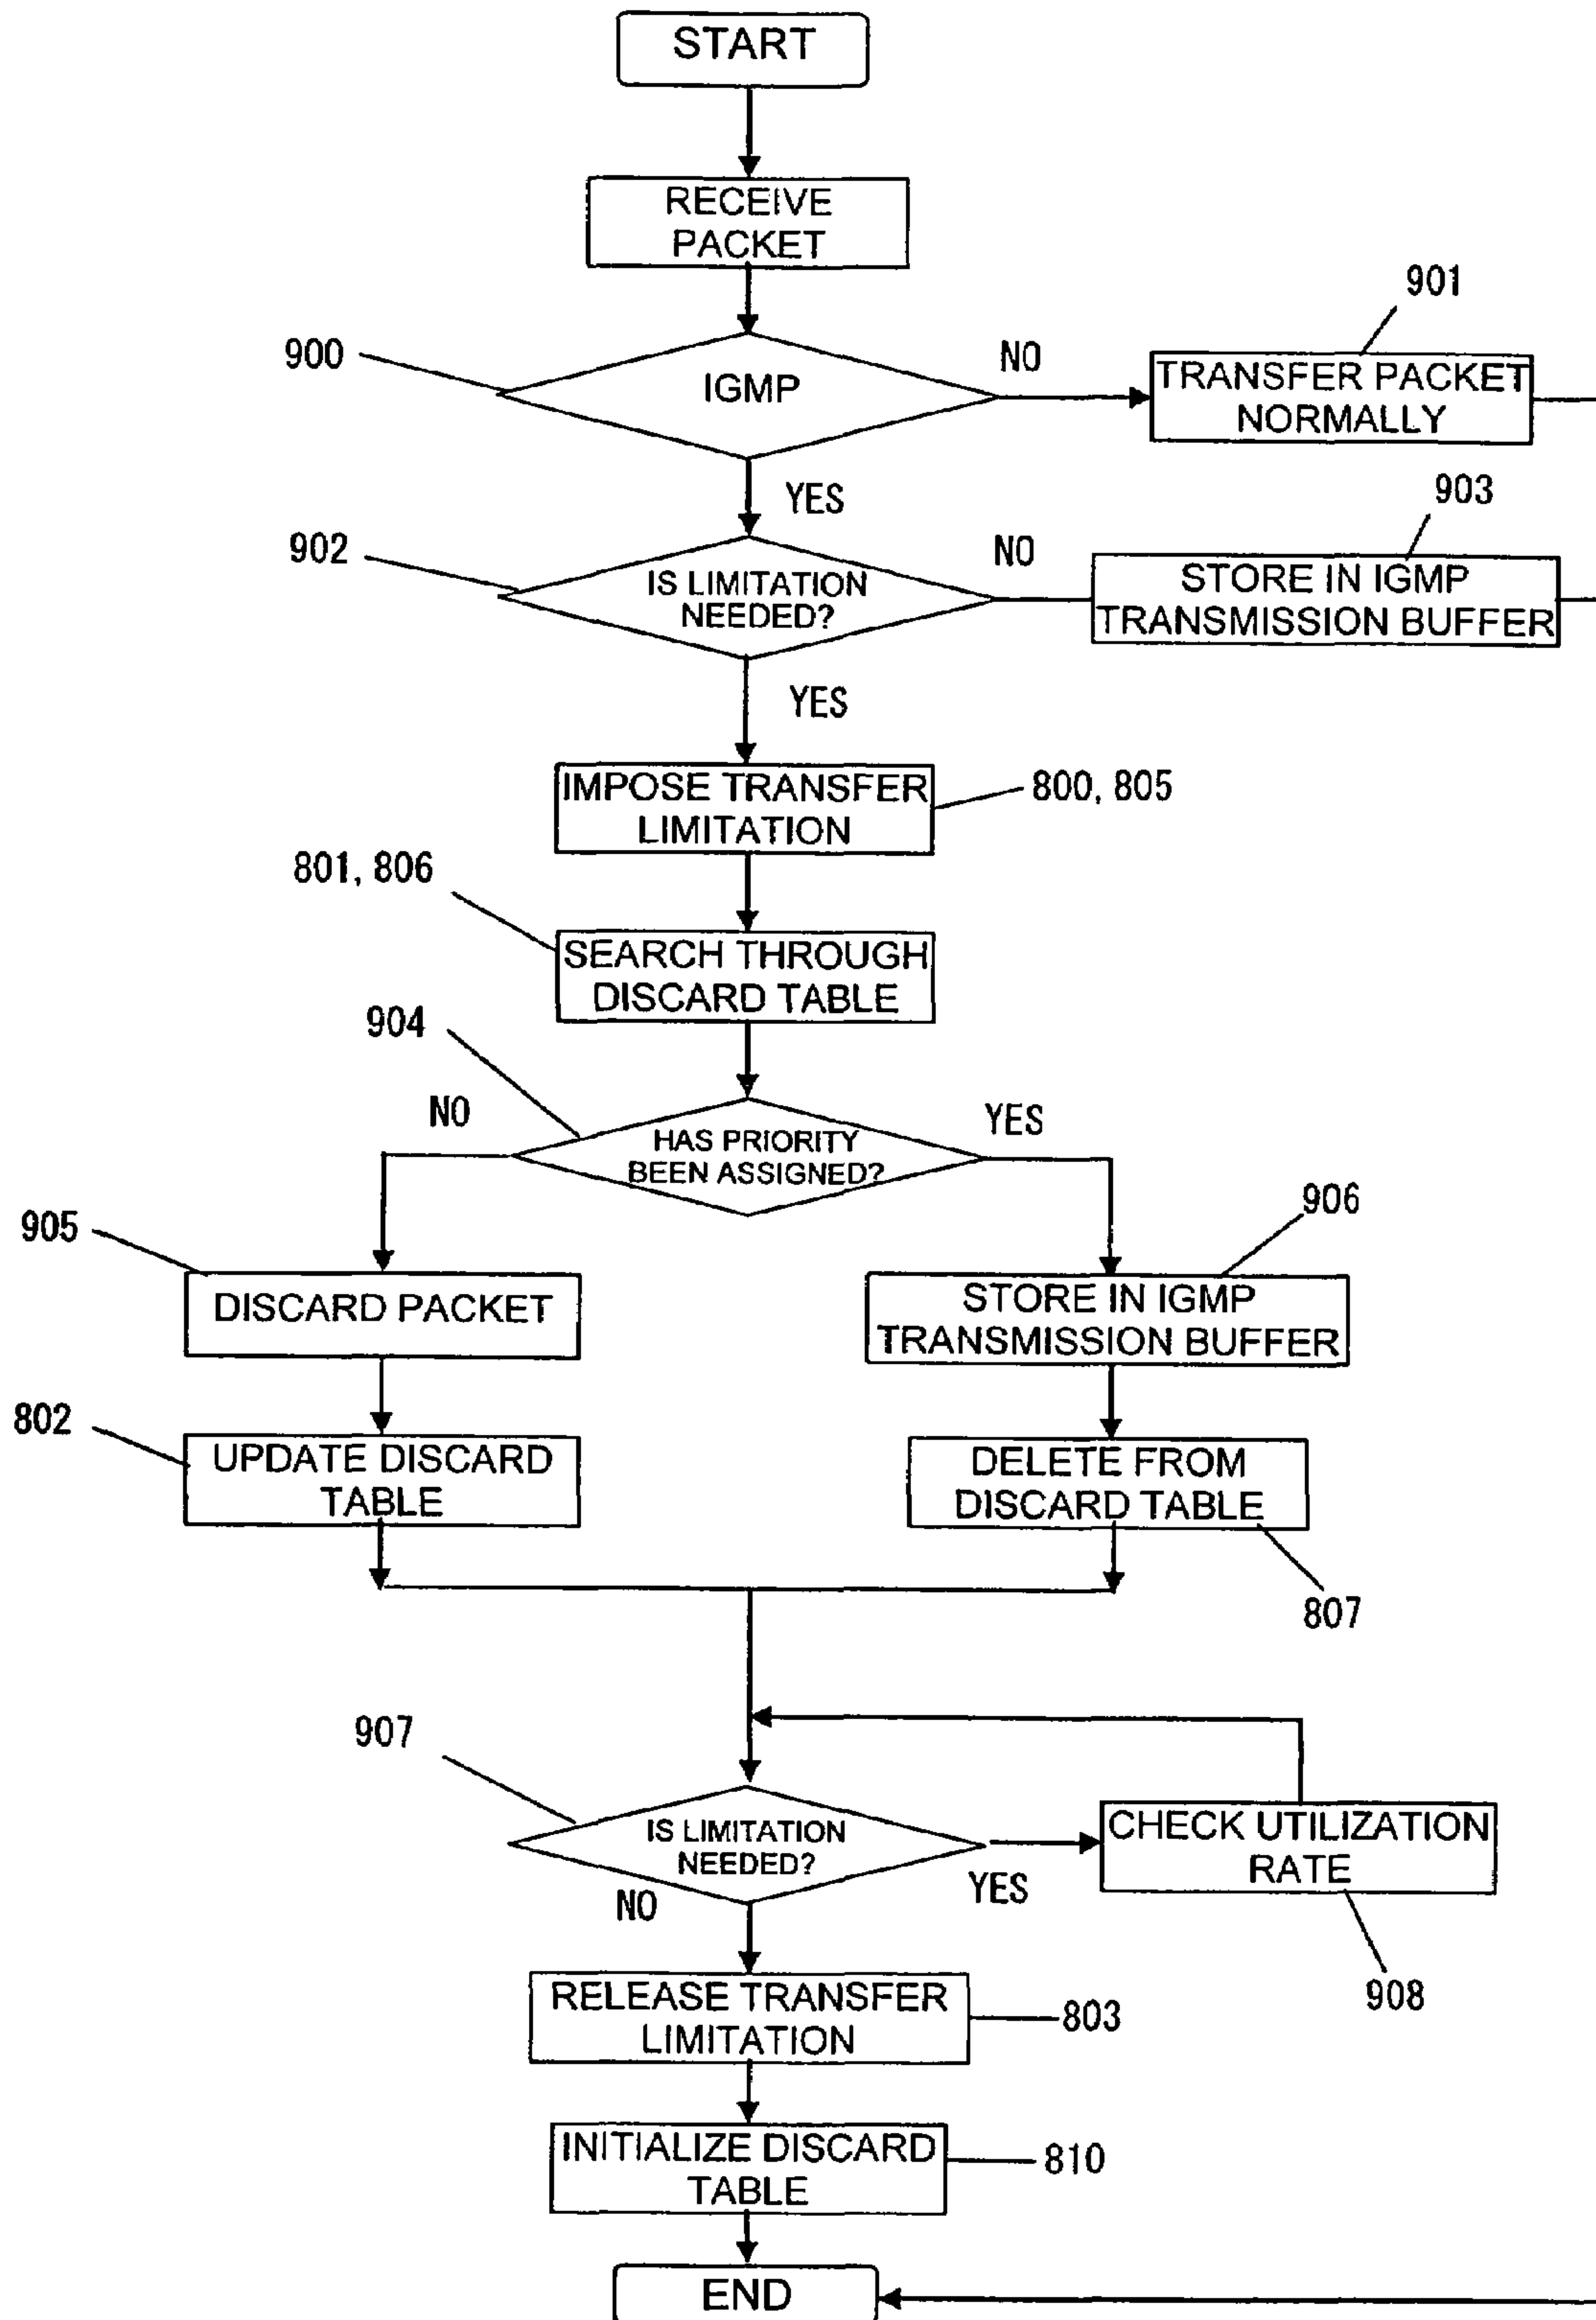 START
RECEIVE
PACKET
901
900
IGMP
NO
TRANSFER PACKET
NORMALLY
YES
903
902
IS LIMITATION
NEEDED?
NO
STORE IN IGMP
TRANSMISSION BUFFER
YES
IMPOSE TRANSFER
LIMITATION
800, 805
801, 806
SEARCH THROUGH
DISCARD TABLE
904
NO
HAS PRIORITY
BEEN ASSIGNED?
YES
905
906
DISCARD PACKET
STORE IN IGMP
TRANSMISSION BUFFER
802
UPDATE DISCARD
TABLE
DELETE FROM
DISCARD TABLE
807
907
IS LIMITATION
NEEDED?
YES
CHECK UTILIZATION
RATE
NO
908
RELEASE TRANSFER
LIMITATION
803
INITIALIZE DISCARD
TABLE
810
END